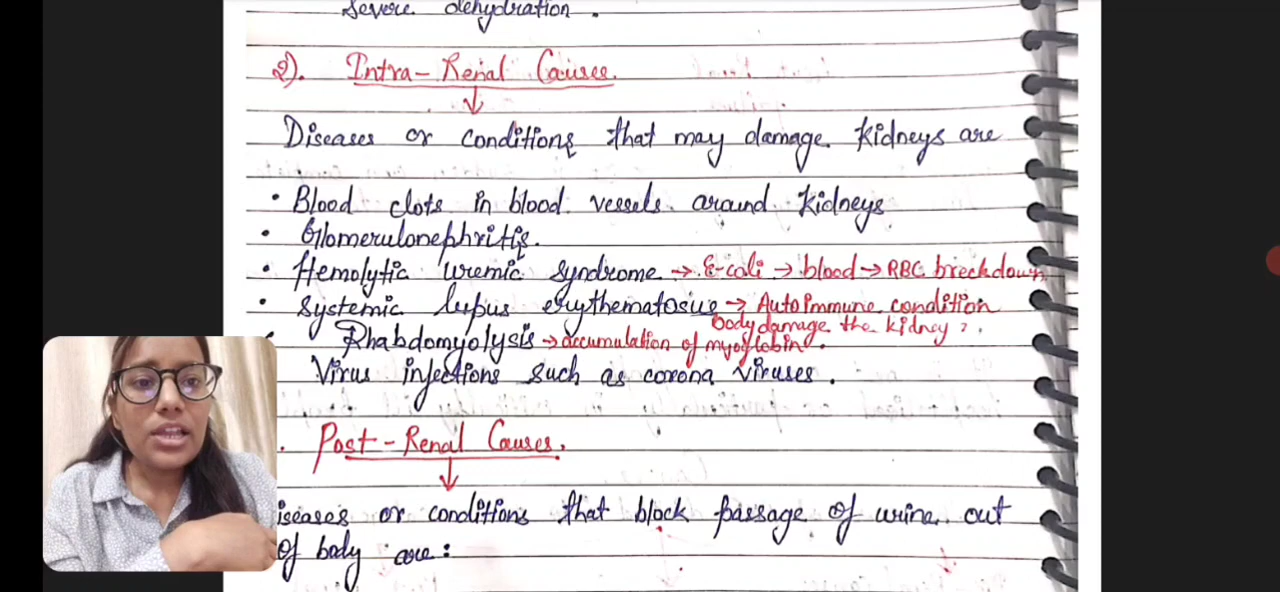 Severe dehydration.
2). Intra-Renal Causes.
↓
Diseases or conditions that may damage kidneys are
• Blood clots in blood vessels around kidneys
• Glomerulonephritis.
• Hemolytic uremic syndrome → E-coli → blood → RBC breakdown
• Systemic lupus erythematosus → Autoimmune condition
body damage the kidney
Rhabdomyolysis → accumulation of myoglobin.
Virus injections such as corona viruses.
Post-Renal Causes.
↓
iseases or conditions that block passage of urine out
of body are: